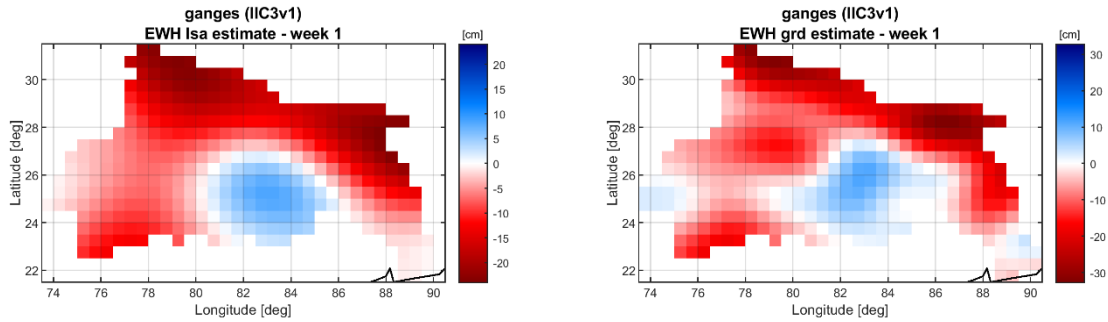 ganges (IIC3v1)
EWH lsa estimate - week 1
[cm]
30
28
26
24
22
74 76 78 80 82 84 86 88 90
Longitude [deg]
Latitude [deg]
20
15
10
5
0
-5
-10
-15
-20
ganges (IIC3v1)
EWH grd estimate - week 1
[cm]
30
28
26
24
22
74 76 78 80 82 84 86 88 90
Longitude [deg]
Latitude [deg]
30
20
10
0
-10
-20
-30